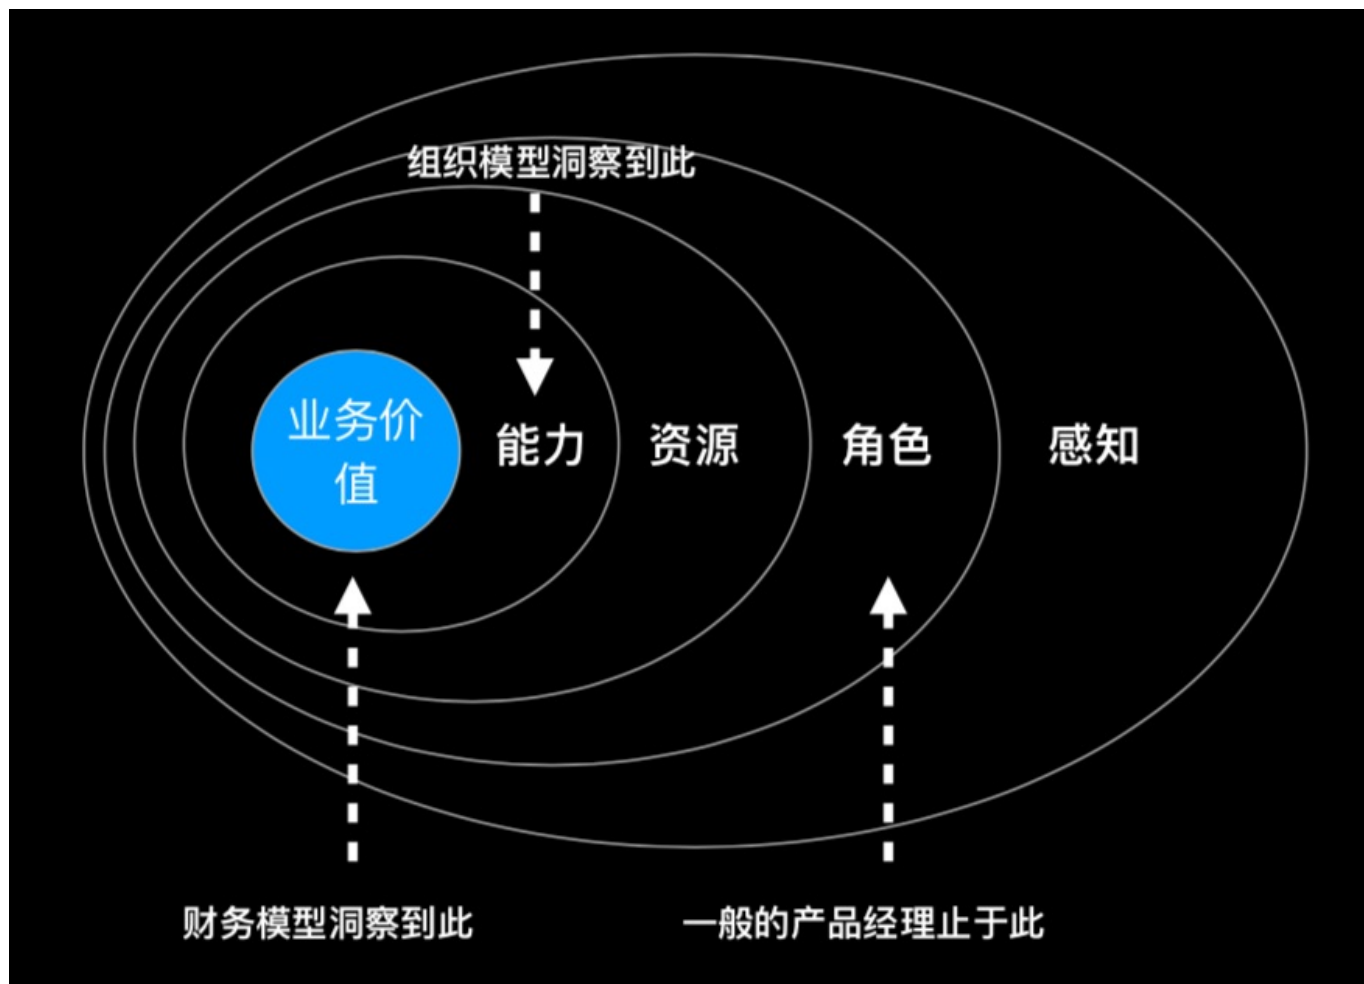 组织模型洞察到此
业务价
值
能力
资源
角色
感知
财务模型洞察到此
一般的产品经理止于此